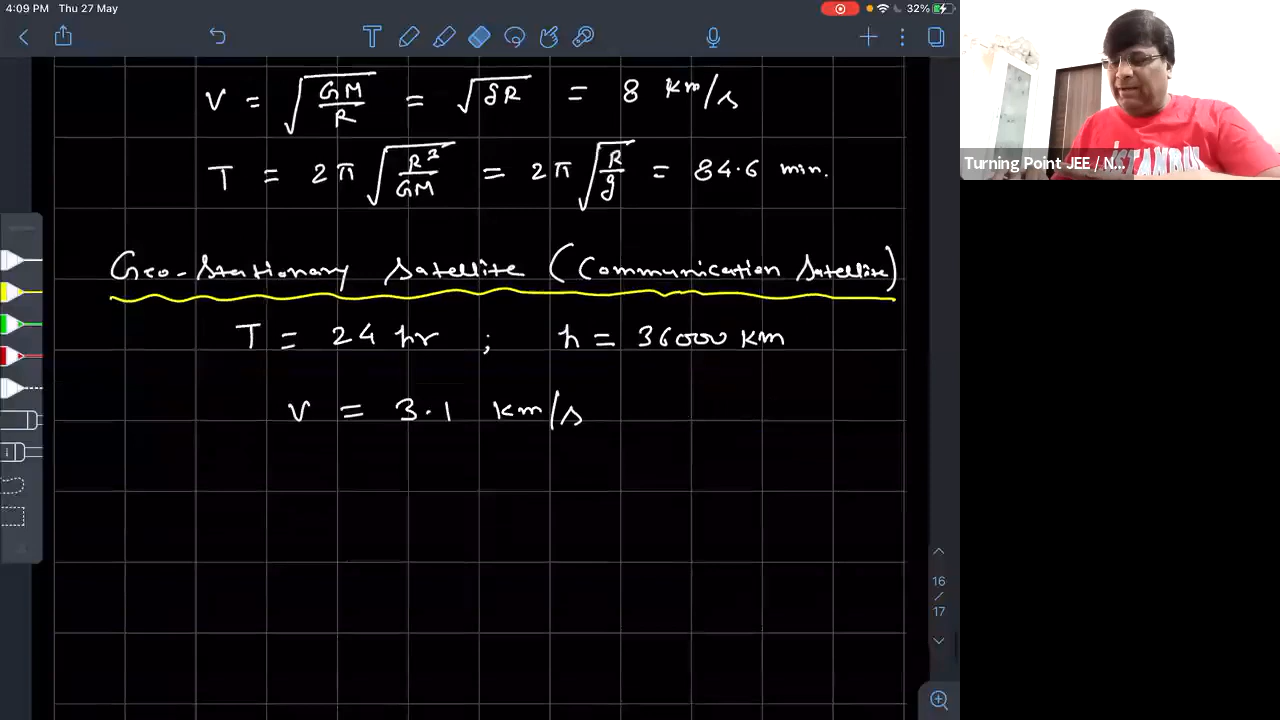 4:09 PM Thu 27 May
32%
V = √(GM/R) = √gR = 8 km/s
T = 2π √(R³/GM) = 2π √(R/g) = 84.6 min.
Geo-Stationary Satellite (Communication Satellite)
T = 24 hr ; h = 36000 km
v = 3.1 km/s
Turning Point JEE / N...
İSTANBUL
16
/
17